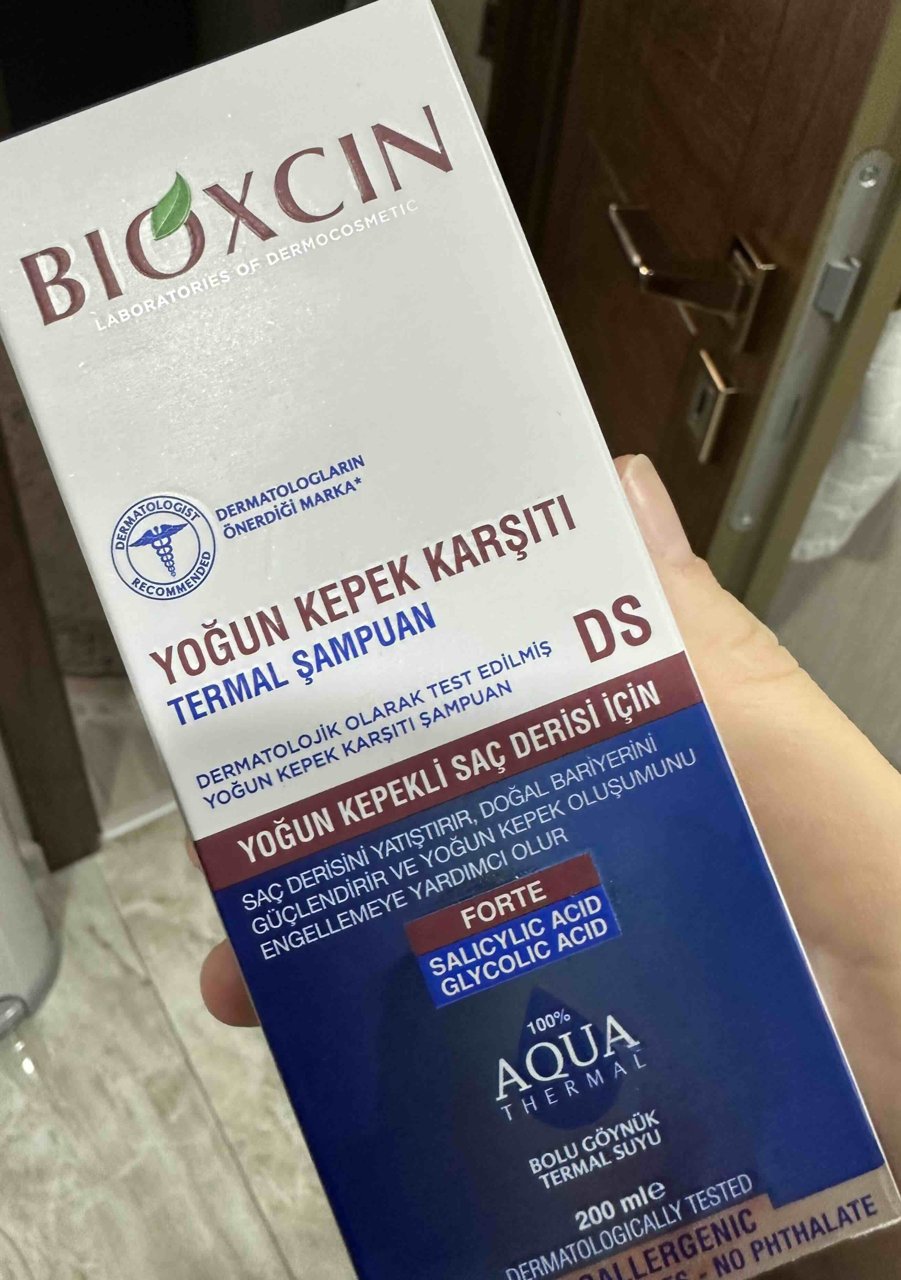 BIOXCIN
LABORATORIES OF DERMOCOSMETIC
DERMATOLOGIST
RECOMMENDED
DERMATOLOGLARIN
ÖNERDİĞİ MARKA*
YOĞUN KEPEK KARŞITI
TERMAL ŞAMPUAN
DS
DERMATOLOJİK OLARAK TEST EDİLMİŞ
YOĞUN KEPEK KARŞITI ŞAMPUAN
YOĞUN KEPEKLİ SAÇ DERİSİ İÇİN
SAÇ DERİSİNİ YATIŞTIRIR, DOĞAL BARİYERİNİ
GÜÇLENDİRİR VE YOĞUN KEPEK OLUŞUMUNU
ENGELLEMEYE YARDIMCI OLUR
FORTE
SALICYLIC ACID
GLYCOLIC ACID
100%
AQUA
THERMAL
BOLU GÖYNÜK
TERMAL SUYU
200 ml℮
DERMATOLOGICALLY TESTED
- NO PHTHALATE